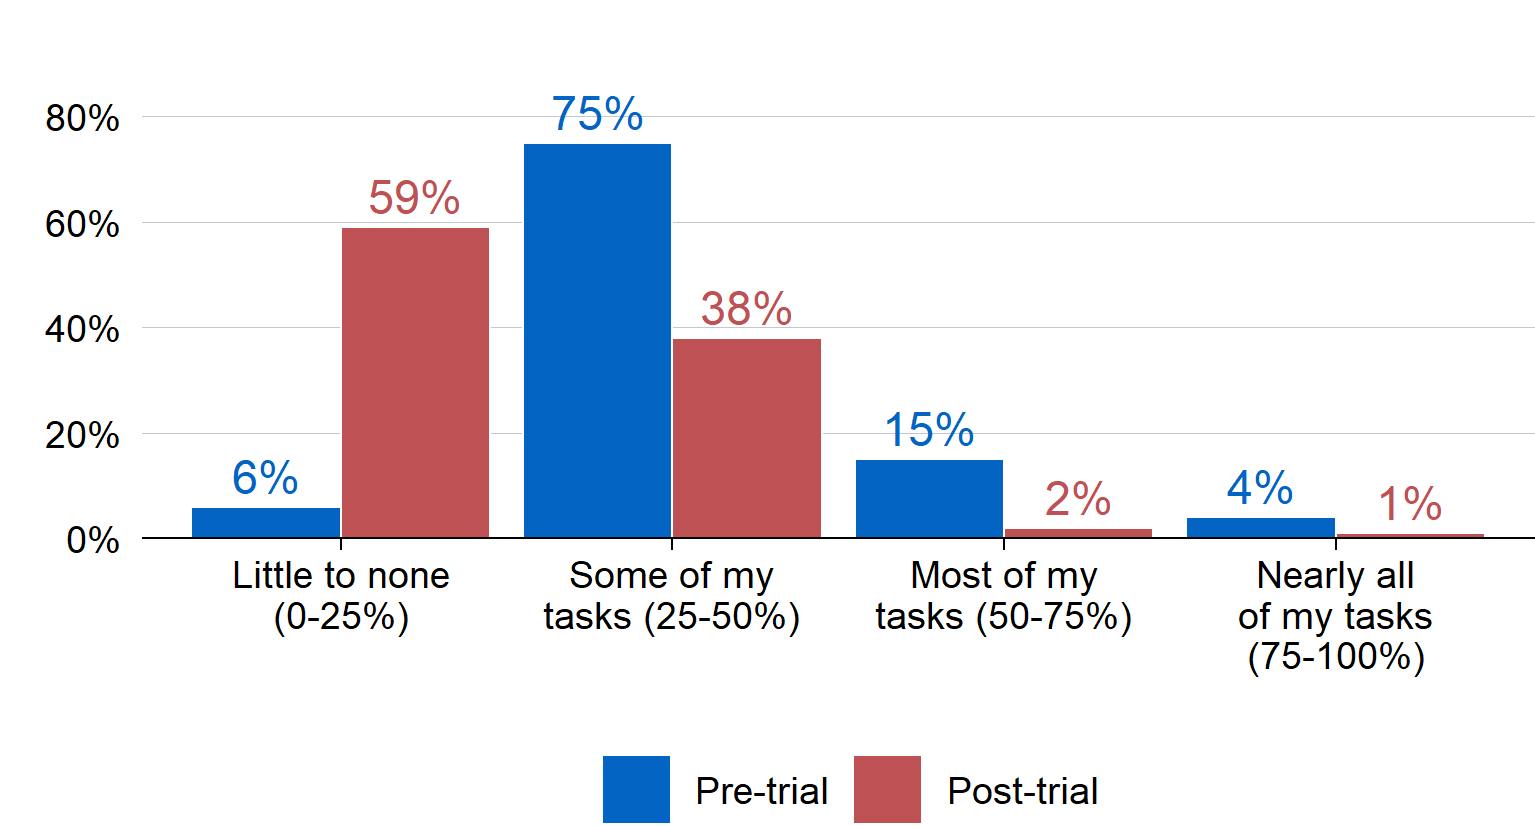 80%
60%
40%
20%
0%
75%
59%
38%
15%
6%
2%
4%
1%
Little to none
(0-25%)
Some of my
tasks (25-50%)
Most of my
tasks (50-75%)
Nearly all
of my tasks
(75-100%)
Pre-trial
Post-trial